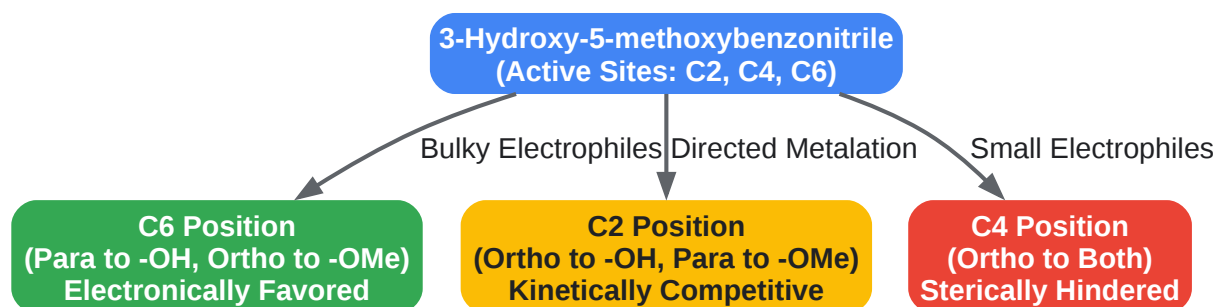 3-Hydroxy-5-methoxybenzonitrile
(Active Sites: C2, C4, C6)
Bulky Electrophiles
Directed Metalation
Small Electrophiles
C6 Position
(Para to -OH, Ortho to -OMe)
Electronically Favored
C2 Position
(Ortho to -OH, Para to -OMe)
Kinetically Competitive
C4 Position
(Ortho to Both)
Sterically Hindered